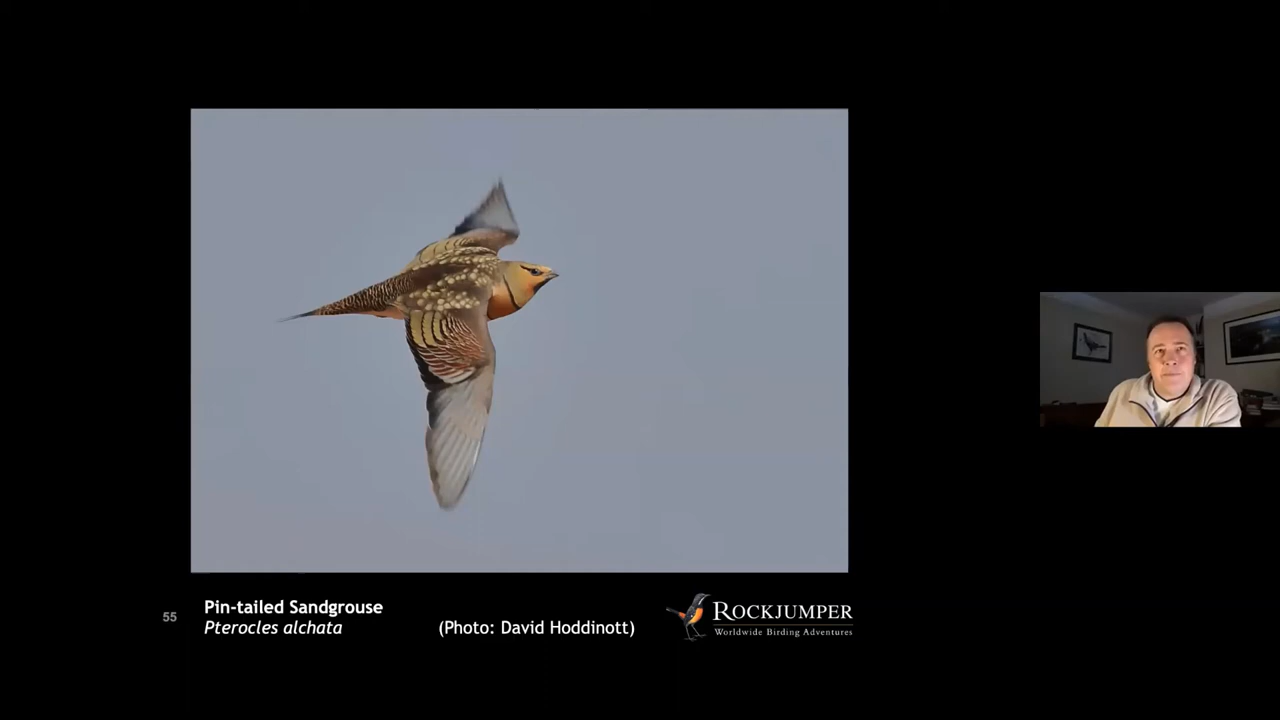 55
Pin-tailed Sandgrouse
Pterocles alchata
(Photo: David Hoddinott)
ROCKJUMPER
Worldwide Birding Adventures